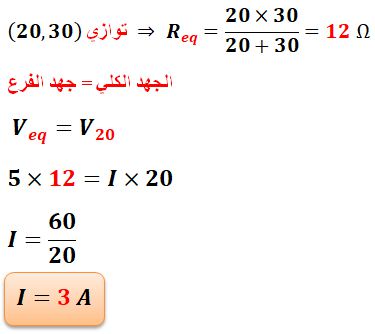 (20,30) توازي ⇒ R_eq = (20 × 30)/(20 + 30) = 12 Ω
الجهد الكلي = جهد الفرع
V_eq = V_20
5 × 12 = I × 20
I = 60/20
I = 3 A